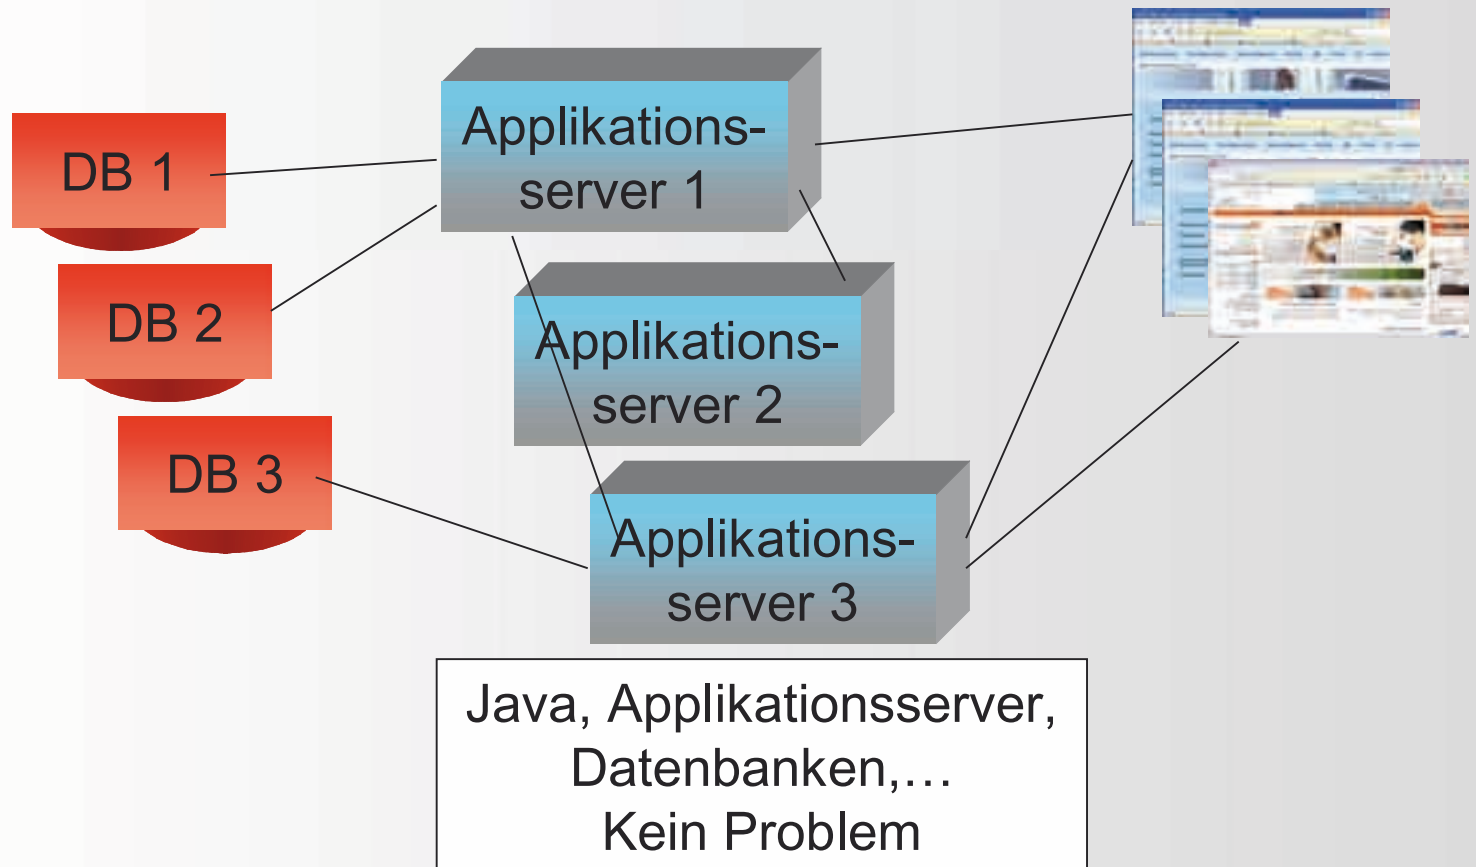 DB 1
DB 2
DB 3
Applikations-
server 1
Applikations-
server 2
Applikations-
server 3
Java, Applikationsserver,
Datenbanken,…
Kein Problem